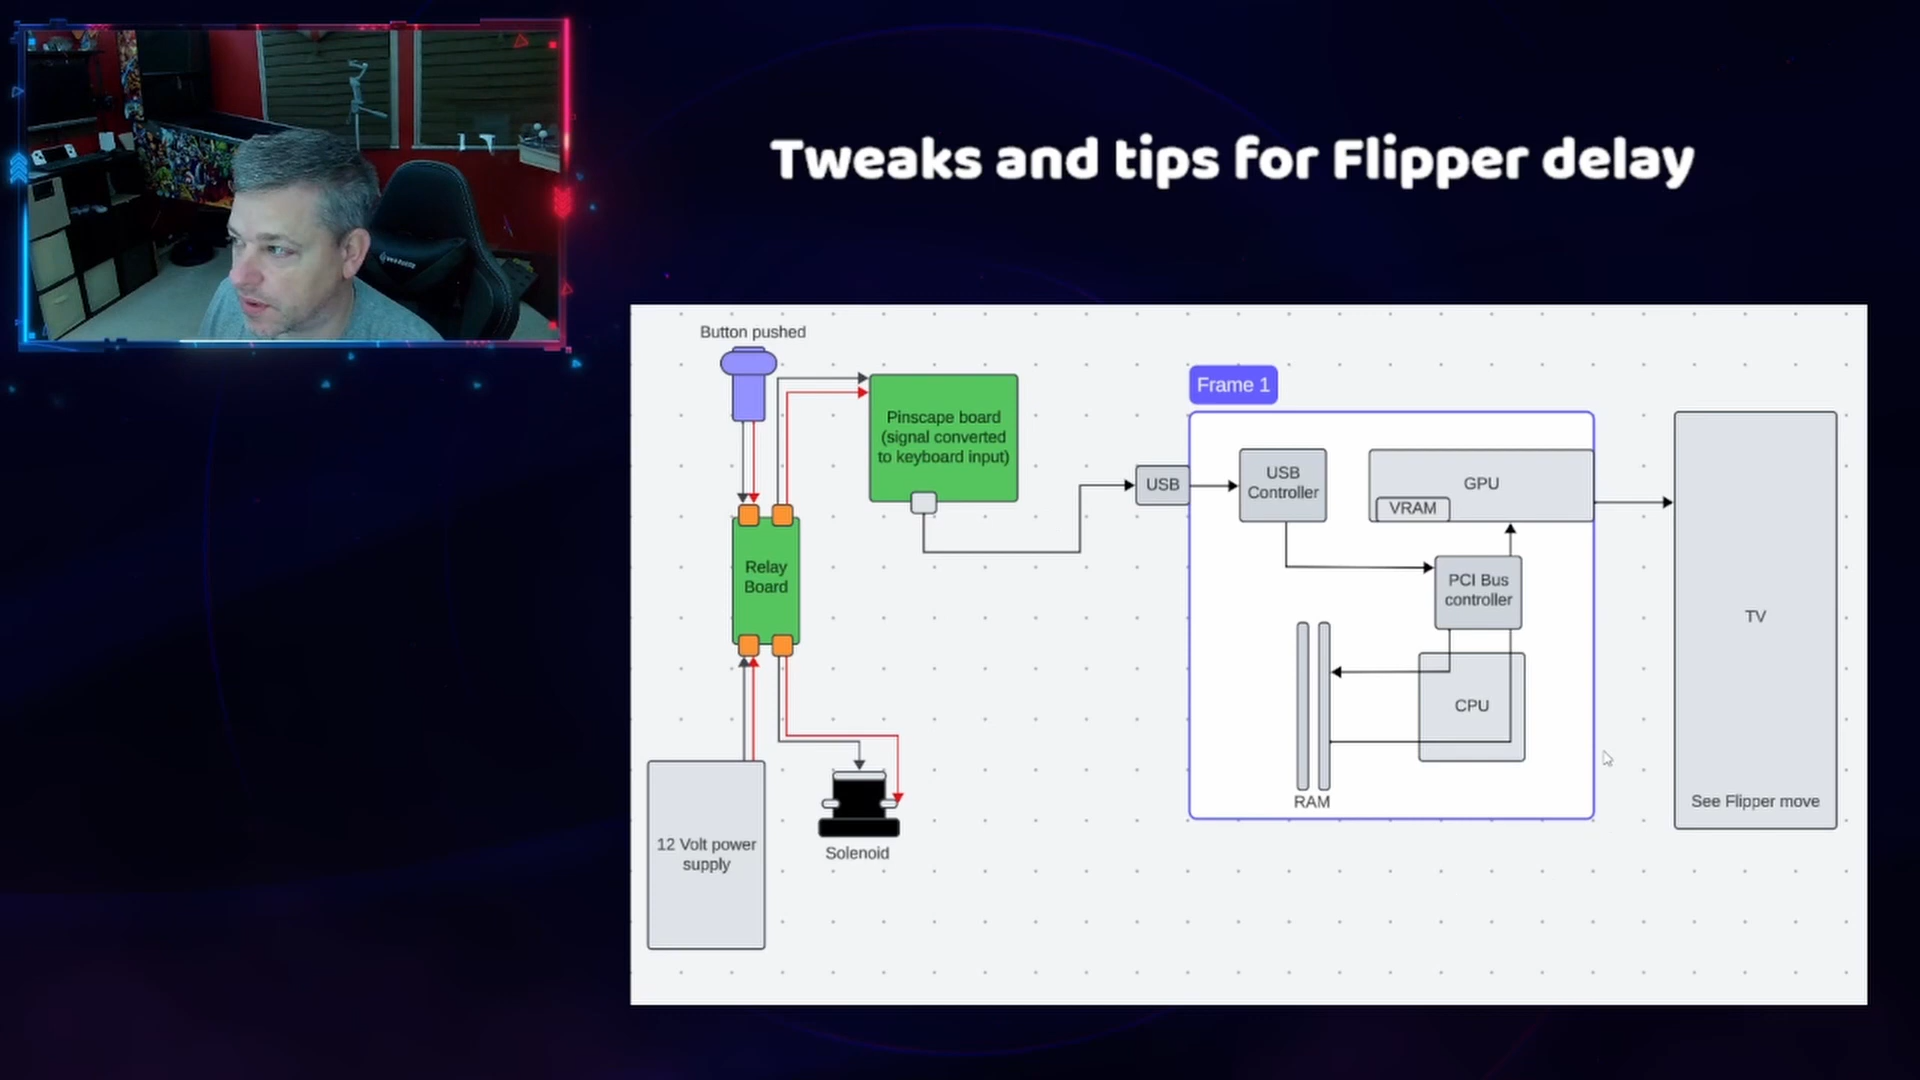 Tweaks and tips for Flipper delay
Button pushed
Frame 1
Pinscape board
(signal converted
to keyboard input)
USB
USB
Controller
GPU
VRAM
Relay
Board
PCI Bus
controller
TV
CPU
RAM
See Flipper move
12 Volt power
supply
Solenoid